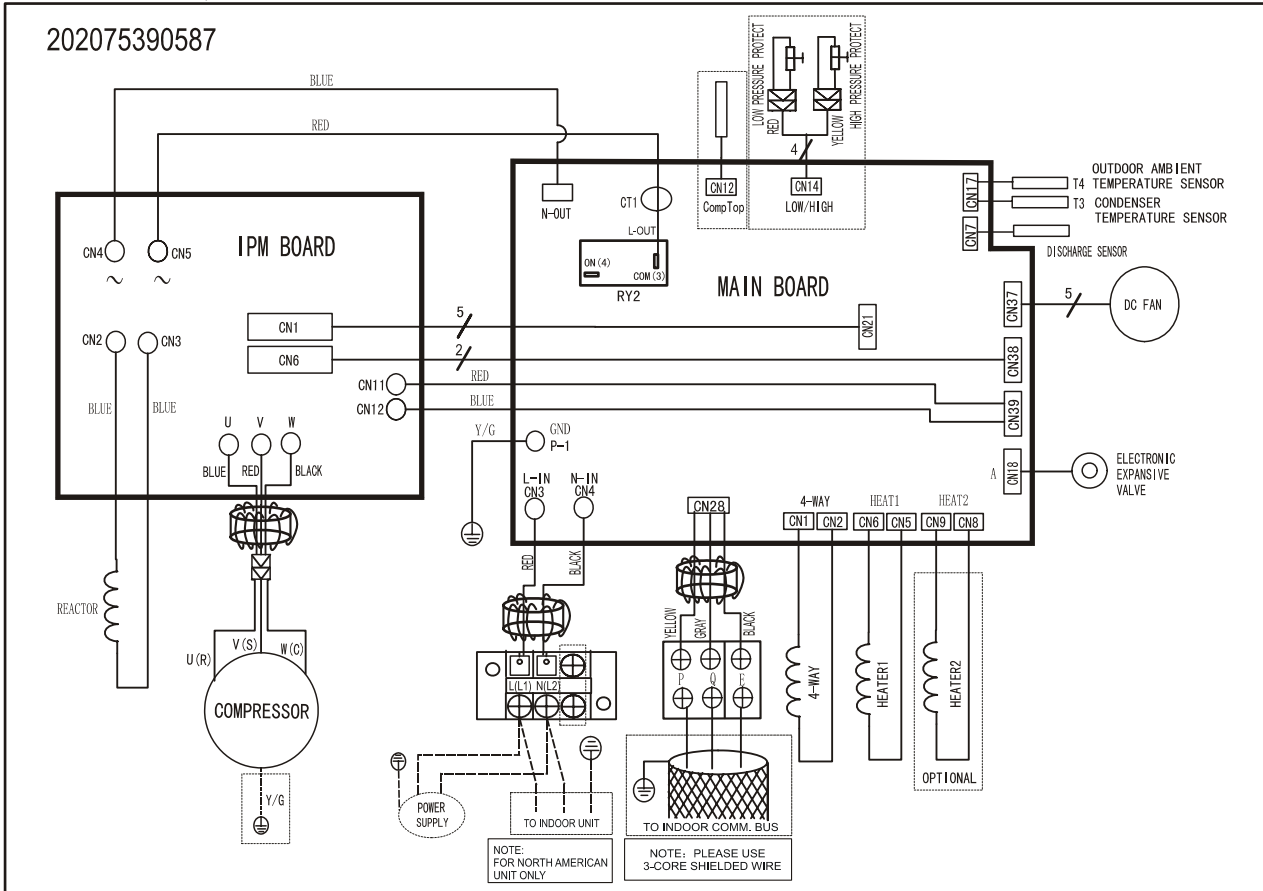 202075390587
BLUE
RED
LOW PRESSURE PROTECT
RED
YELLOW
HIGH PRESSURE PROTECT
4
CN12
CompTop
CN14
LOW/HIGH
CN17
T4
OUTDOOR AMBIENT
TEMPERATURE SENSOR
T3
CONDENSER
TEMPERATURE SENSOR
CN7
DISCHARGE SENSOR
N-OUT
CT1
L-OUT
ON(4)
COM(3)
RY2
IPM BOARD
CN4
CN5
~
~
MAIN BOARD
CN37
5
DC FAN
CN1
5
CN21
CN2
CN3
CN6
2
CN38
CN11
RED
CN12
BLUE
CN39
BLUE
BLUE
U
V
W
BLUE
RED
BLACK
Y/G
GND
P-1
L-IN
CN3
N-IN
CN4
A
CN18
ELECTRONIC
EXPANSIVE
VALVE
CN28
4-WAY
HEAT1
HEAT2
CN1
CN2
CN6
CN5
CN9
CN8
RED
BLACK
YELLOW
GRAY
BLACK
REACTOR
U(R)
V(S)
W(C)
COMPRESSOR
Y/G
L(L1)
N(L2)
P
Q
E
4-WAY
HEATER1
HEATER2
OPTIONAL
POWER
SUPPLY
TO INDOOR UNIT
TO INDOOR COMM. BUS
NOTE:
FOR NORTH AMERICAN
UNIT ONLY
NOTE: PLEASE USE
3-CORE SHIELDED WIRE